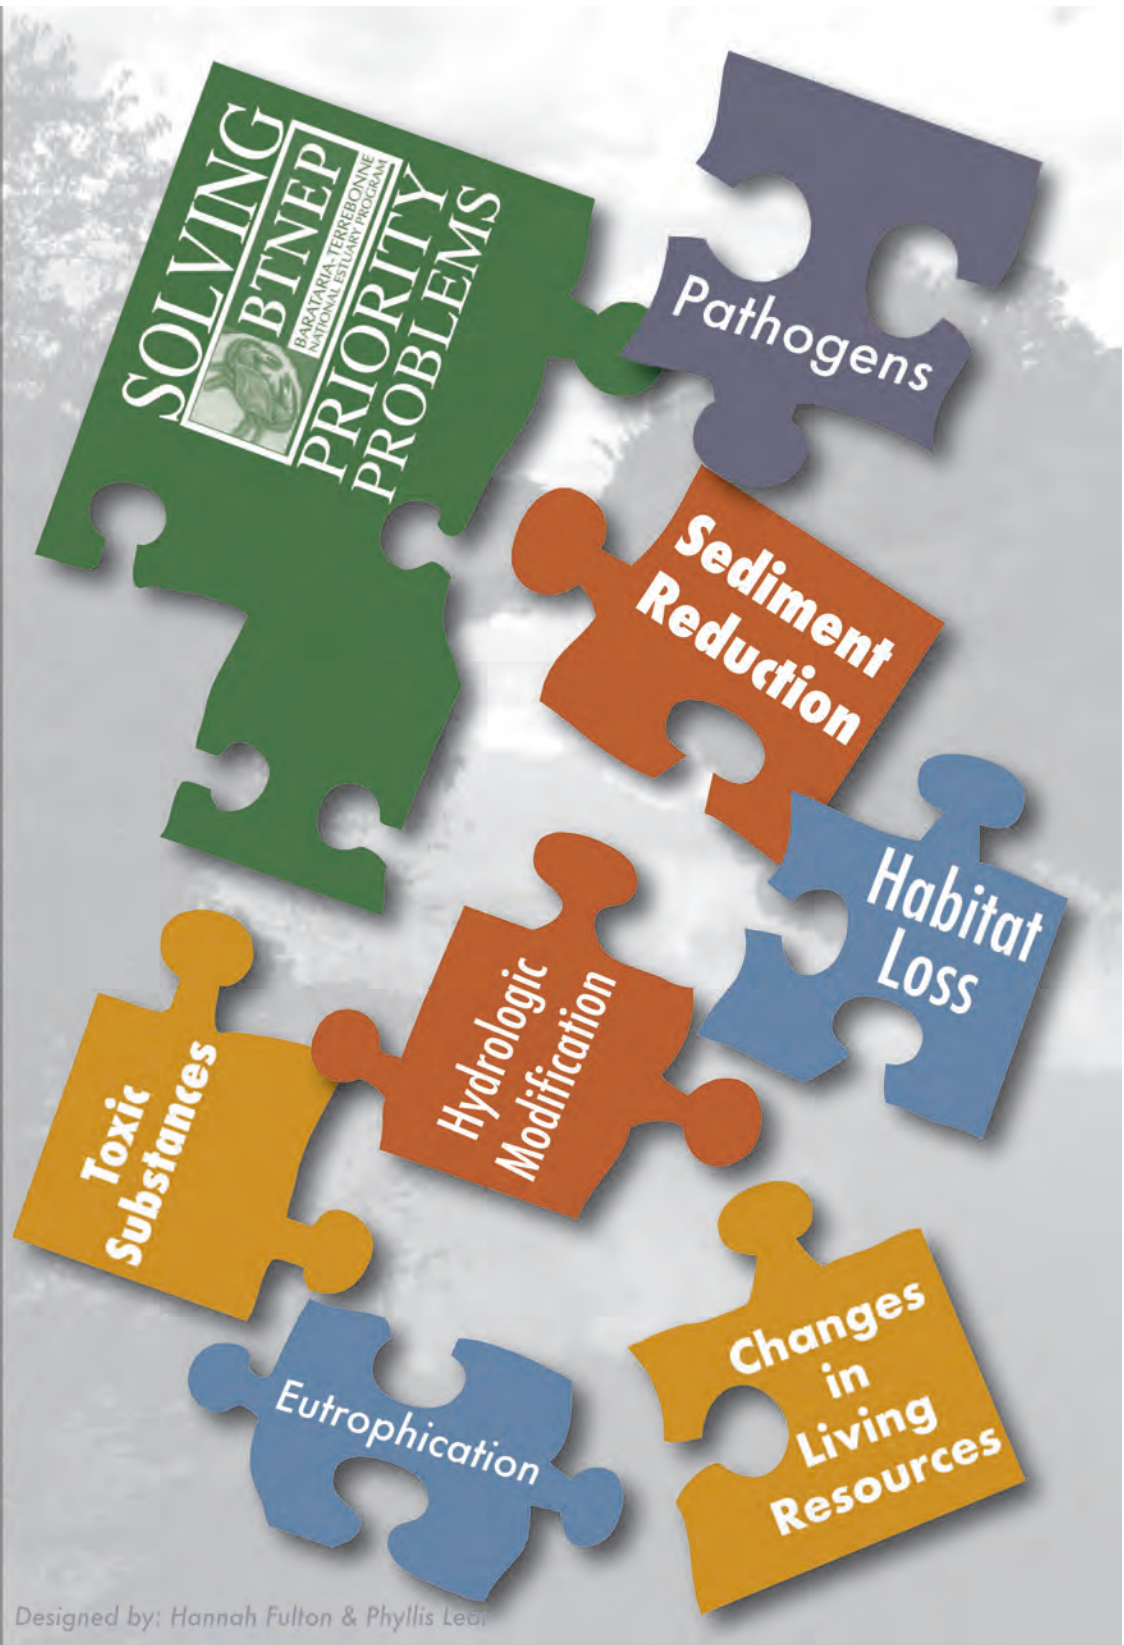 SOLVING
BTNEP
BARATARIA-TERREBONNE
NATIONAL ESTUARY PROGRAM
PRIORITY
PROBLEMS
Pathogens
Sediment
Reduction
Habitat
Loss
Hydrologic
Modification
Toxic
Substances
Changes
in
Living
Resources
Eutrophication
Designed by: Hannah Fulton & Phyllis